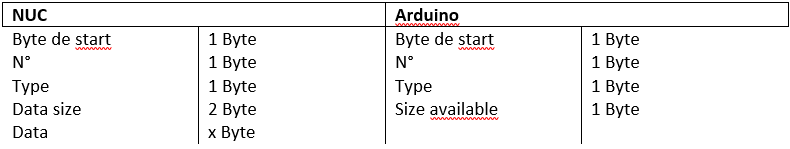 NUC Arduino
Byte de start 1 Byte Byte de start 1 Byte
N° 1 Byte N° 1 Byte
Type 1 Byte Type 1 Byte
Data size 2 Byte Size available 1 Byte
Data x Byte